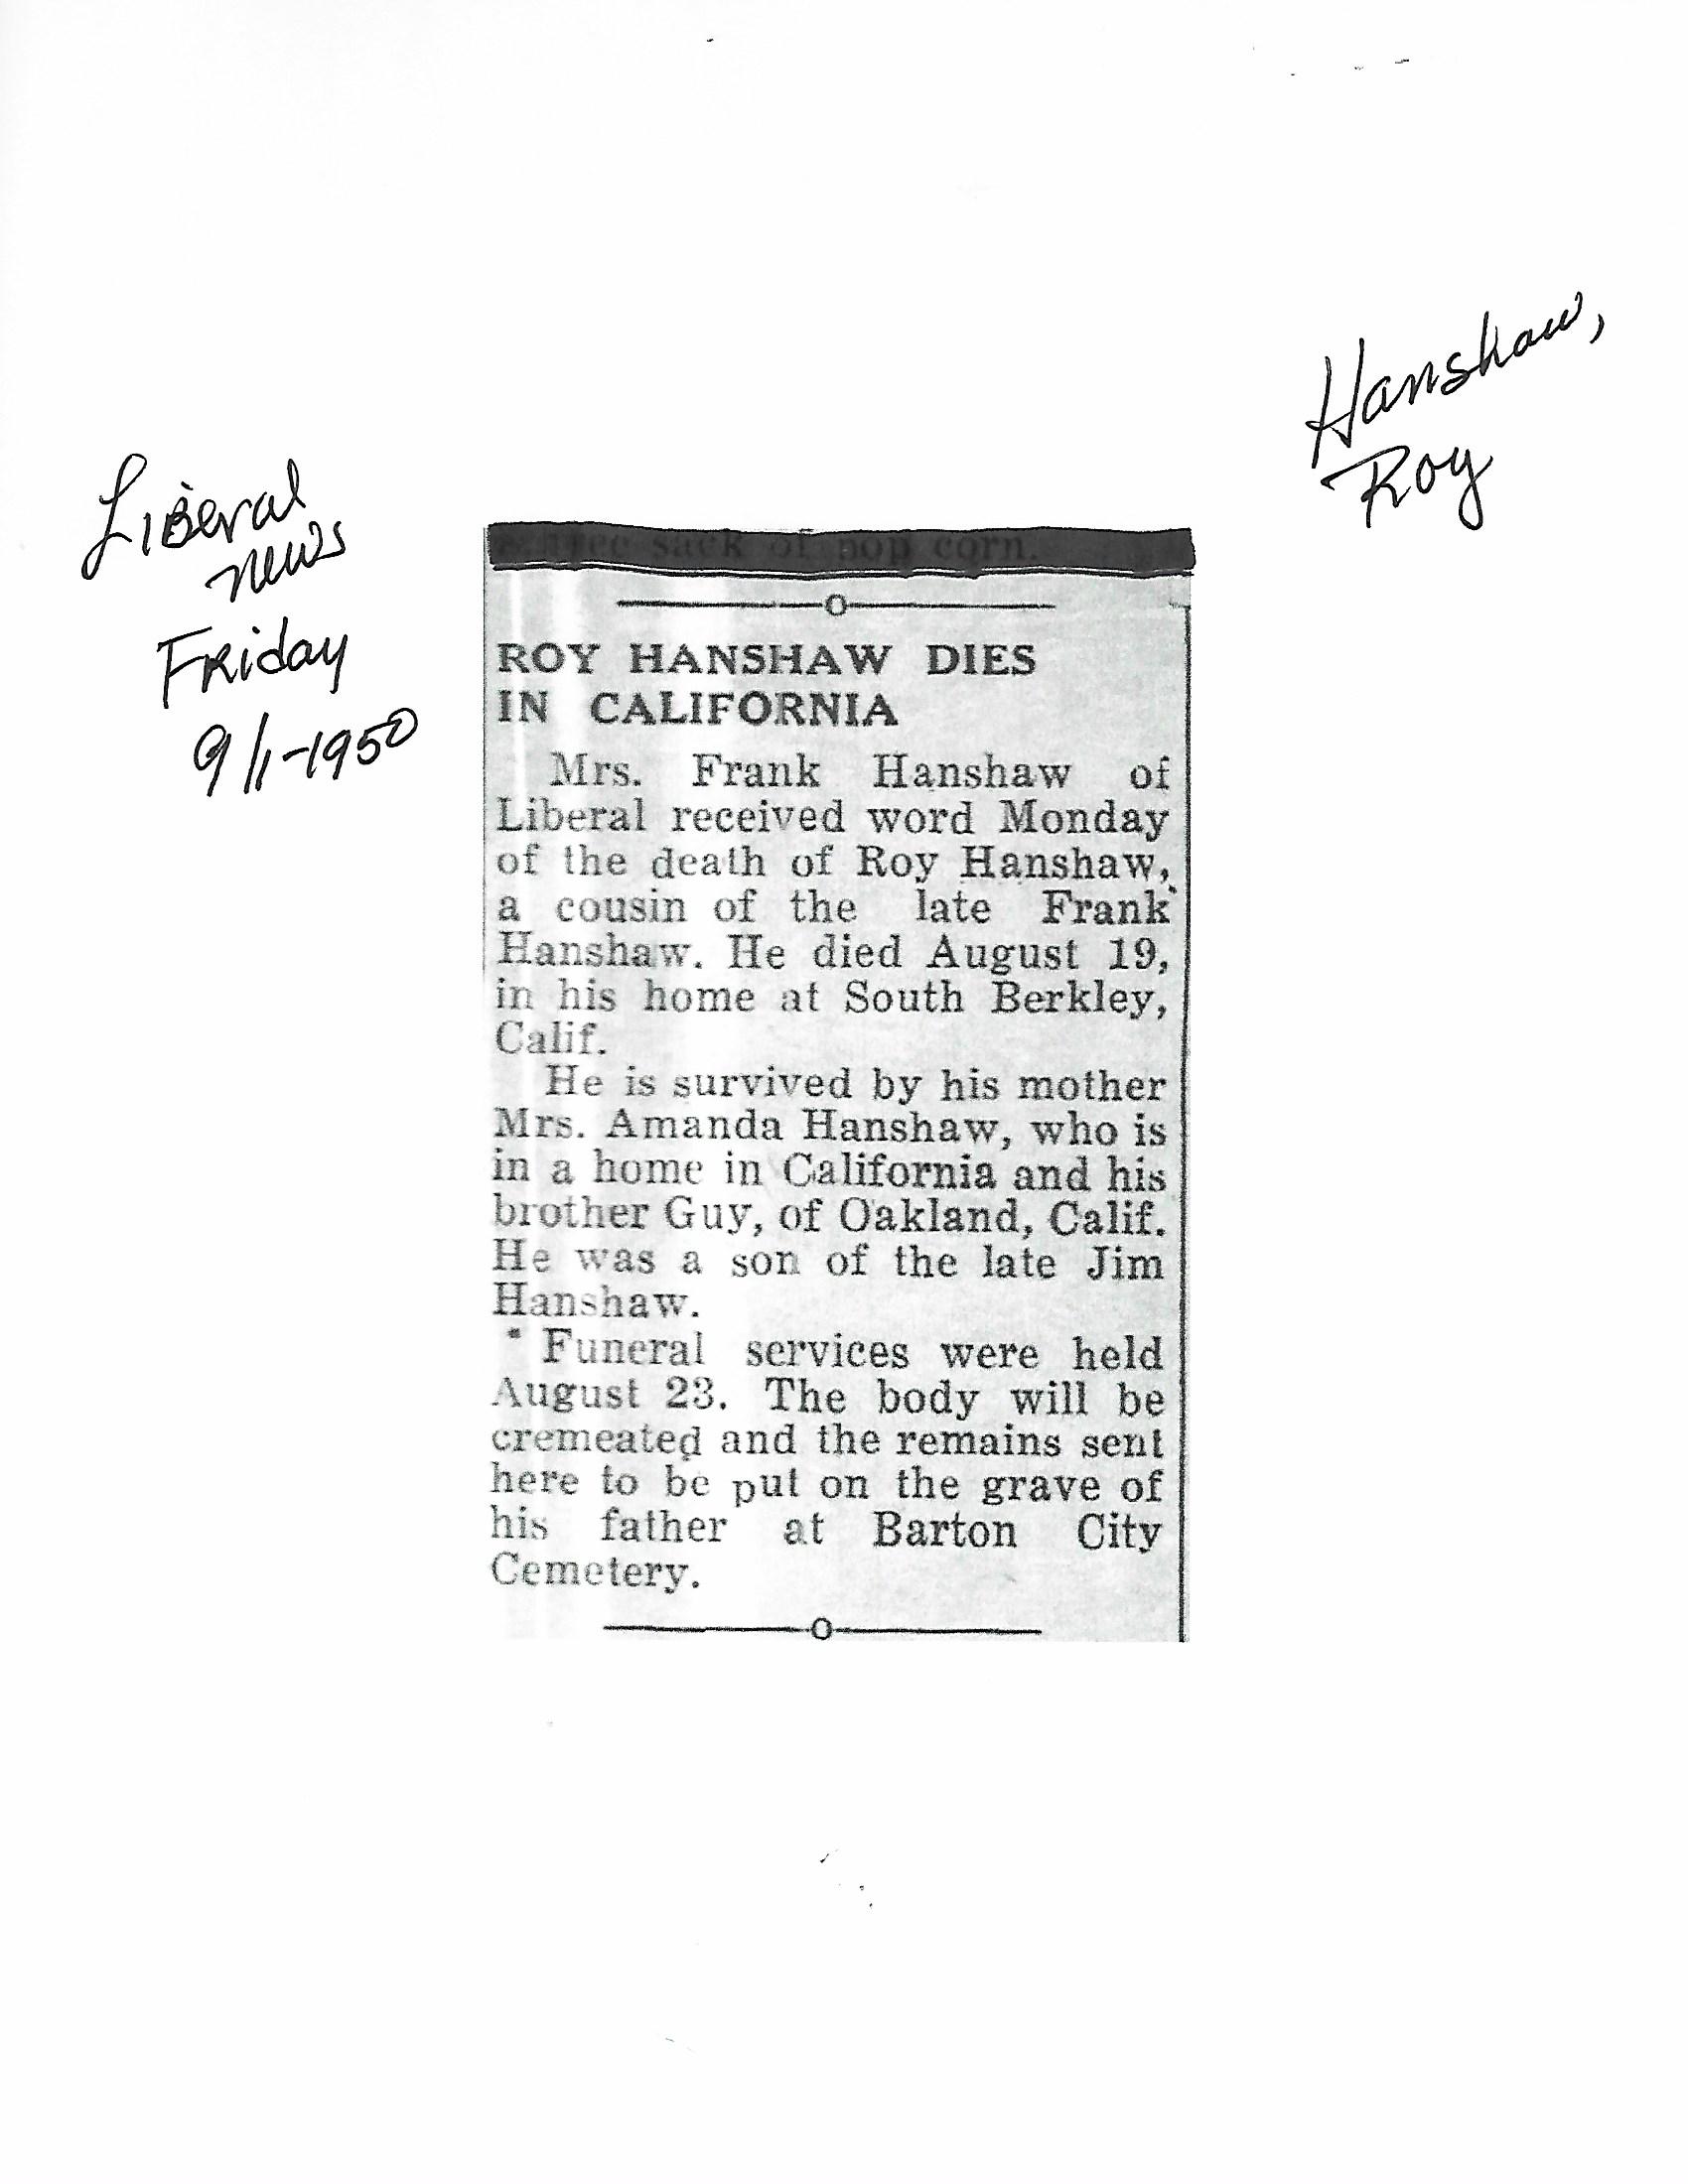 Hanshaw,
Roy
Liberal
news
Friday
9/1-1950
sack of pop corn.
ROY HANSHAW DIES
IN CALIFORNIA
Mrs. Frank Hanshaw of
Liberal received word Monday
of the death of Roy Hanshaw,
a cousin of the late Frank
Hanshaw. He died August 19,
in his home at South Berkley,
Calif.
He is survived by his mother
Mrs. Amanda Hanshaw, who is
in a home in California and his
brother Guy, of Oakland, Calif.
He was a son of the late Jim
Hanshaw.
Funeral services were held
August 23. The body will be
cremeated and the remains sent
here to be put on the grave of
his father at Barton City
Cemetery.